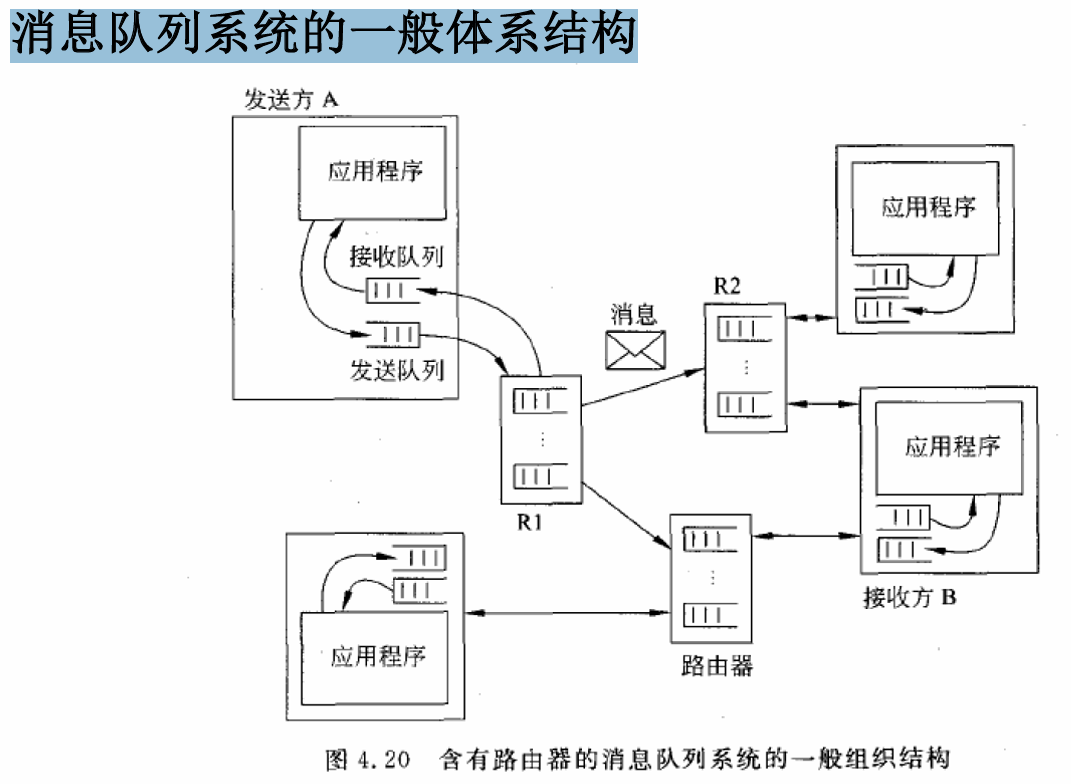 消息队列系统的一般体系结构
发送方 A
应用程序
接收队列
发送队列
R1
消息
R2
应用程序
应用程序
接收方 B
应用程序
路由器
图 4.20 含有路由器的消息队列系统的一般组织结构